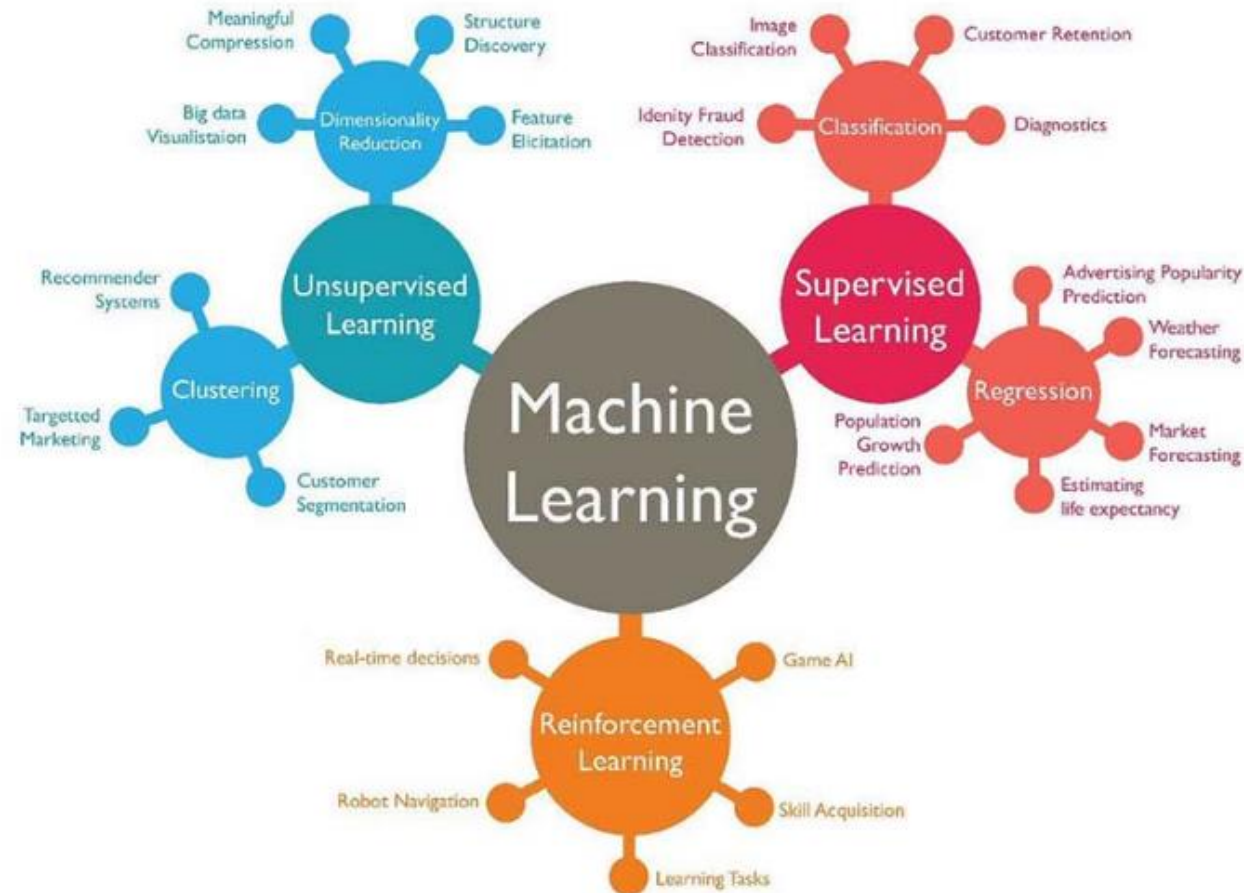 Meaningful
Compression
Structure
Discovery
Big data
Visualistaion
Dimensionality
Reduction
Feature
Elicitation
Image
Classification
Customer Retention
Idenity Fraud
Detection
Classification
Diagnostics
Unsupervised
Learning
Supervised
Learning
Recommender
Systems
Clustering
Targetted
Marketing
Customer
Segmentation
Advertising Popularity
Prediction
Weather
Forecasting
Regression
Population
Growth
Prediction
Market
Forecasting
Estimating
life expectancy
Machine
Learning
Real-time decisions
Game AI
Reinforcement
Learning
Robot Navigation
Skill Acquisition
Learning Tasks